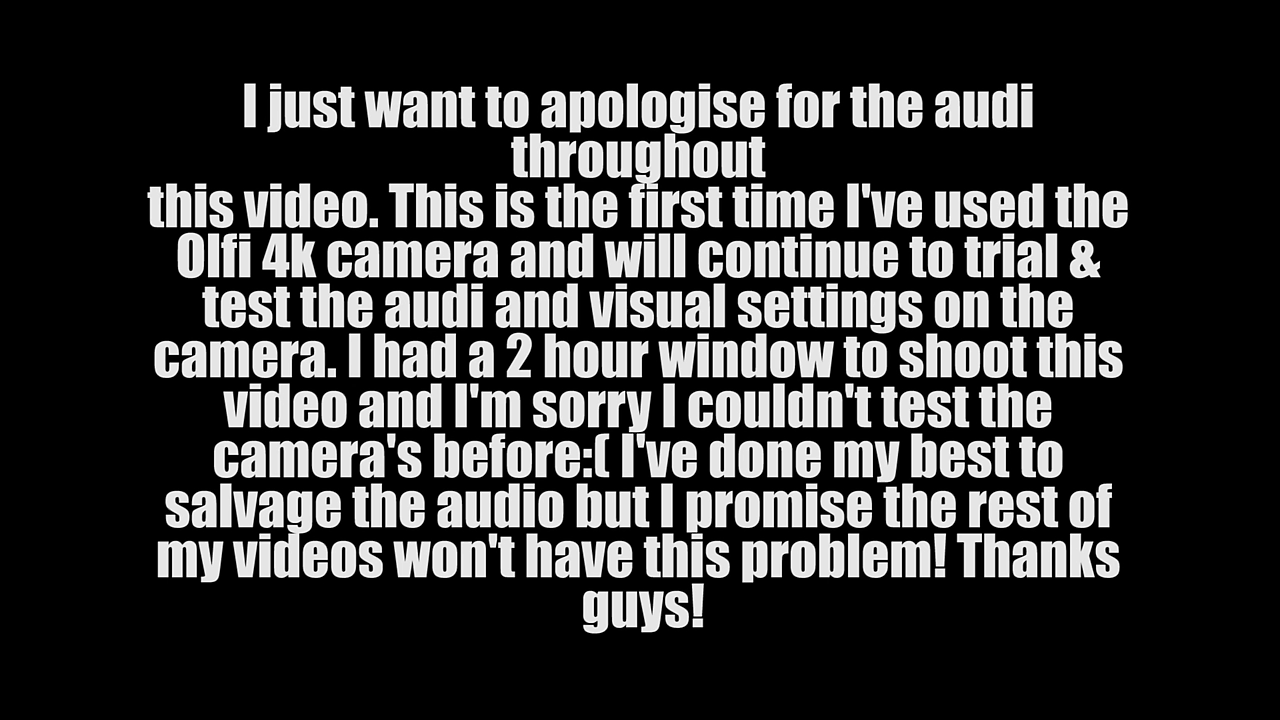 I just want to apologise for the audi
throughout
this video. This is the first time I've used the
Olfi 4k camera and will continue to trial &
test the audi and visual settings on the
camera. I had a 2 hour window to shoot this
video and I'm sorry I couldn't test the
camera's before:( I've done my best to
salvage the audio but I promise the rest of
my videos won't have this problem! Thanks
guys!